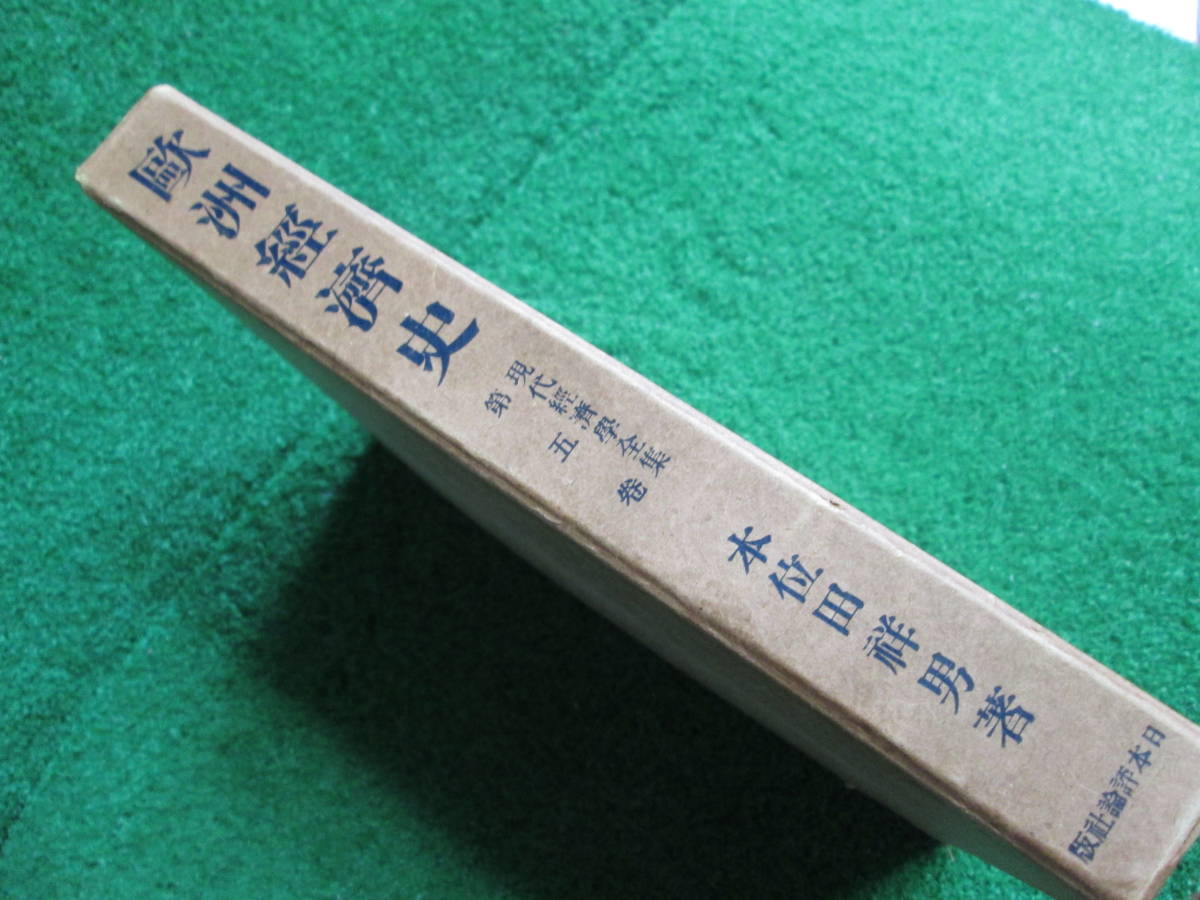 歐洲經濟史
現代經濟學全集
第五卷
本位田祥男著
日本評論社版